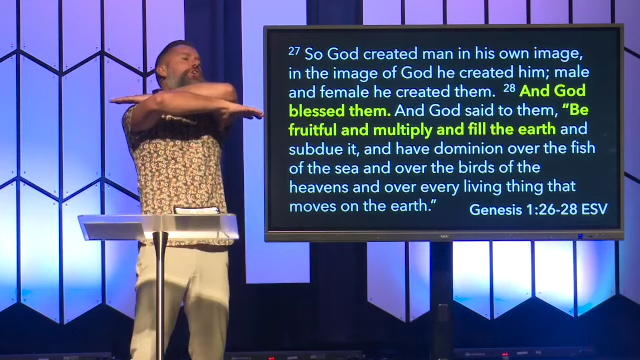 27 So God created man in his own image,
in the image of God he created him; male
and female he created them. 28 And God
blessed them. And God said to them, “Be
fruitful and multiply and fill the earth and
subdue it, and have dominion over the fish
of the sea and over the birds of the
heavens and over every living thing that
moves on the earth.”
Genesis 1:26-28 ESV